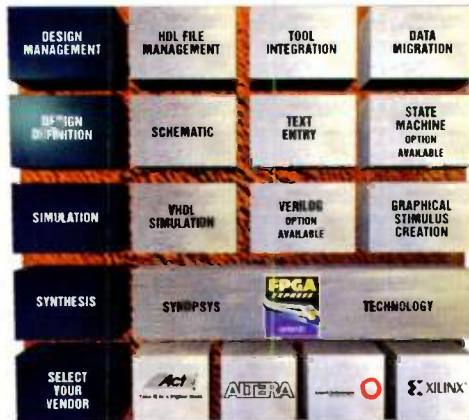 DESIGN
MANAGEMENT
HDL FILE
MANAGEMENT
TOOL
INTEGRATION
DATA
MIGRATION
DESIGN
DEFINITION
SCHEMATIC
TEXT
ENTRY
STATE
MACHINE
OPTION
AVAILABLE
SIMULATION
VHDL
SIMULATION
VERILOG
OPTION
AVAILABLE
GRAPHICAL
STIMULUS
CREATION
SYNTHESIS
SYNOPSYS
FPGA
EXPRESS
TECHNOLOGY
SELECT
YOUR
VENDOR
Actel
ALTERA
XILINX